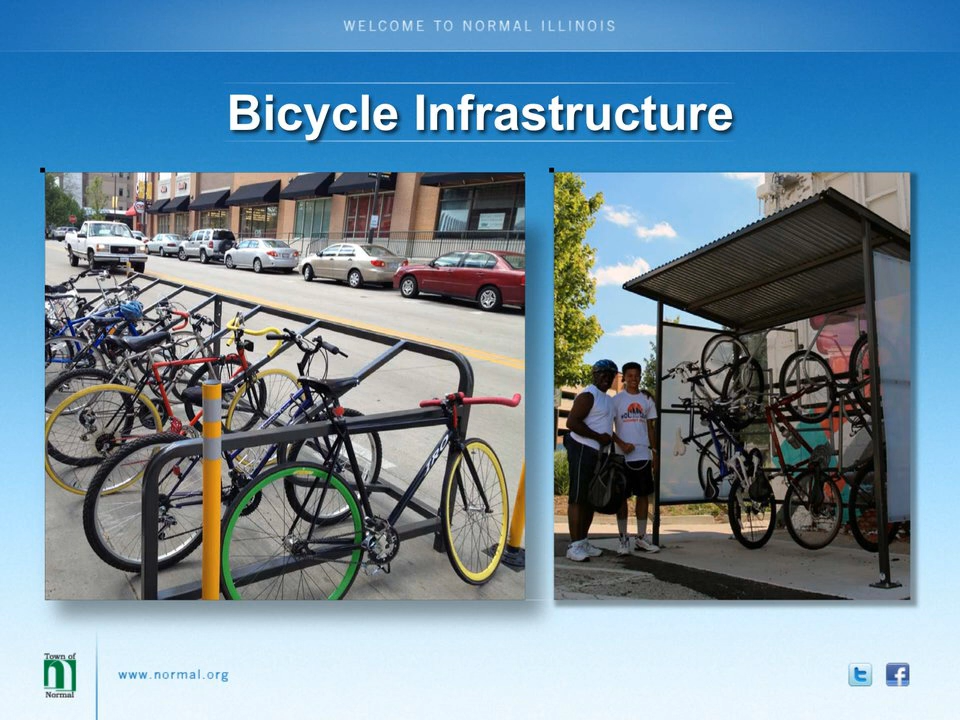 WELCOME TO NORMAL ILLINOIS
Bicycle Infrastructure
Town of
n
Normal
www.normal.org